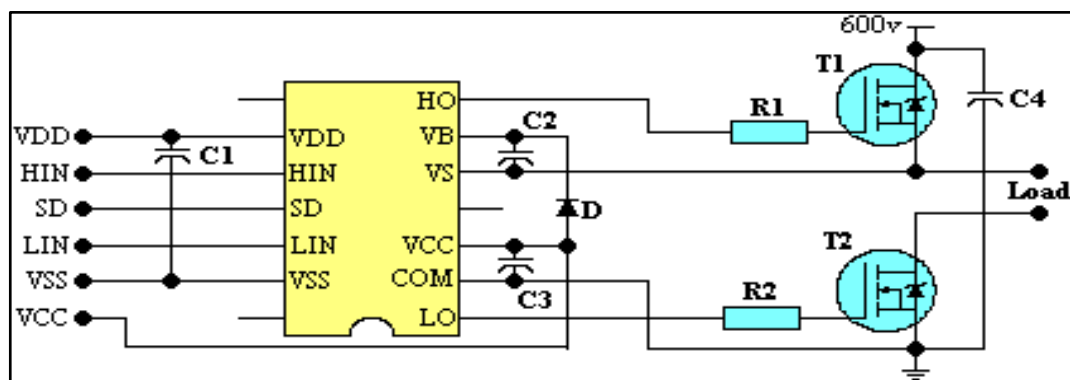 600v
T1
C4
HO
R1
VDD
VDD
C1
VB
C2
HIN
HIN
VS
Load
SD
SD
D
LIN
LIN
VCC
T2
VSS
VSS
COM
C3
R2
VCC
LO